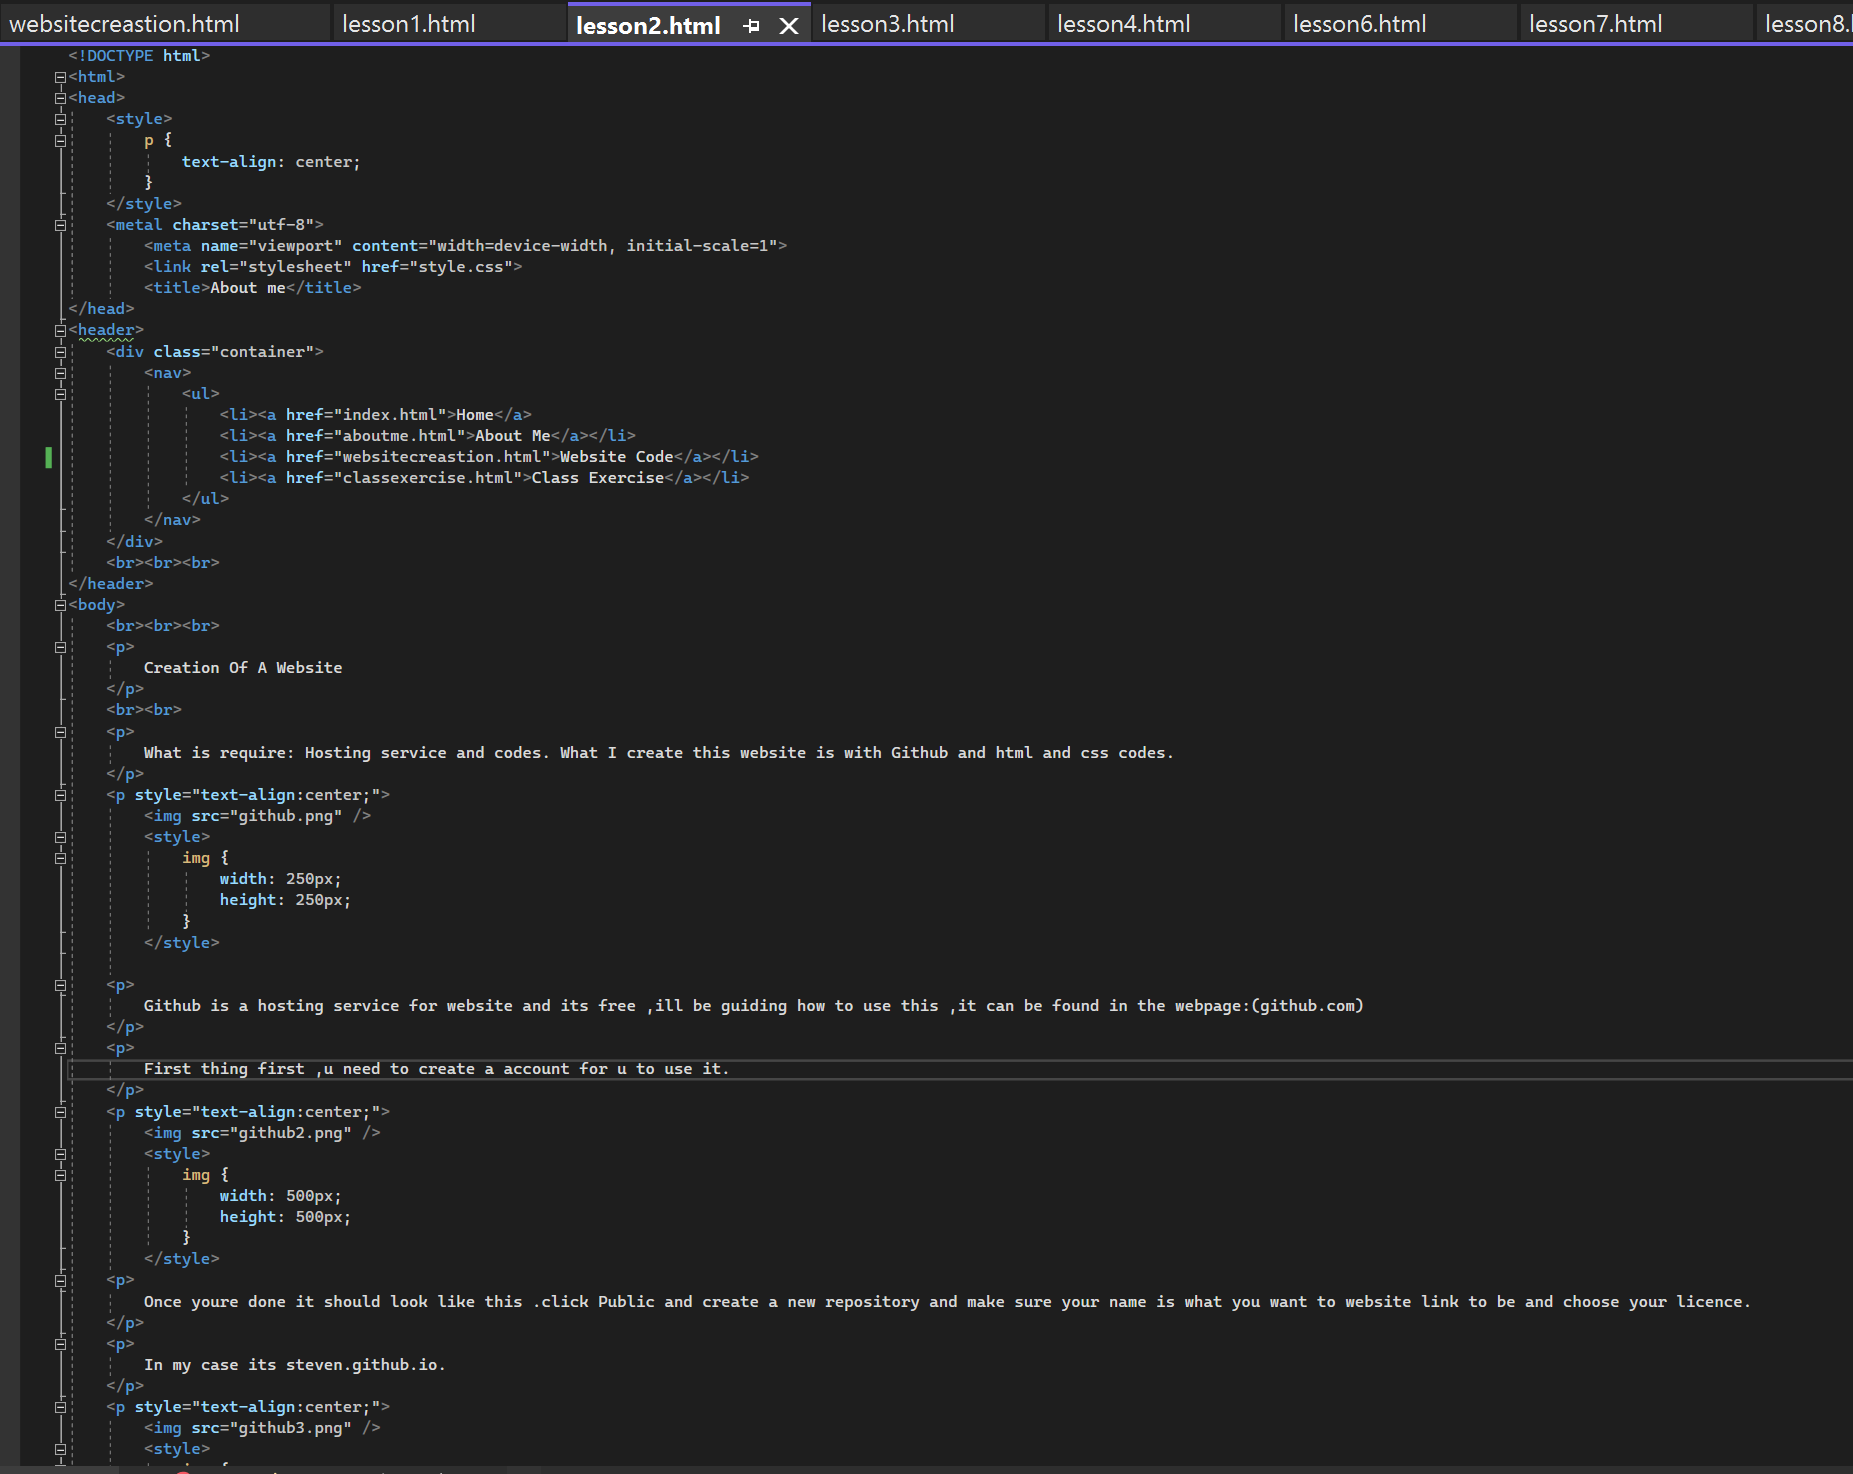 websitecreastion.html lesson1.html lesson2.html lesson3.html lesson4.html lesson6.html lesson7.html lesson8.
<!DOCTYPE html>
<html>
<head>
<style>
p {
text-align: center;
}
</style>
<metal charset="utf-8">
<meta name="viewport" content="width=device-width, initial-scale=1">
<link rel="stylesheet" href="style.css">
<title>About me</title>
</head>
<header>
<div class="container">
<nav>
<ul>
<li><a href="index.html">Home</a>
<li><a href="aboutme.html">About Me</a></li>
<li><a href="websitecreastion.html">Website Code</a></li>
<li><a href="classexercise.html">Class Exercise</a></li>
</ul>
</nav>
</div>
<br><br><br>
</header>
<body>
<br><br><br>
<p>
Creation Of A Website
</p>
<br><br>
<p>
What is require: Hosting service and codes. What I create this website is with Github and html and css codes.
</p>
<p style="text-align:center;">
<img src="github.png" />
<style>
img {
width: 250px;
height: 250px;
}
</style>
<p>
Github is a hosting service for website and its free ,ill be guiding how to use this ,it can be found in the webpage:(github.com)
</p>
<p>
First thing first ,u need to create a account for u to use it.
</p>
<p style="text-align:center;">
<img src="github2.png" />
<style>
img {
width: 500px;
height: 500px;
}
</style>
<p>
Once youre done it should look like this .click Public and create a new repository and make sure your name is what you want to website link to be and choose your licence.
</p>
<p>
In my case its steven.github.io.
</p>
<p style="text-align:center;">
<img src="github3.png" />
<style>